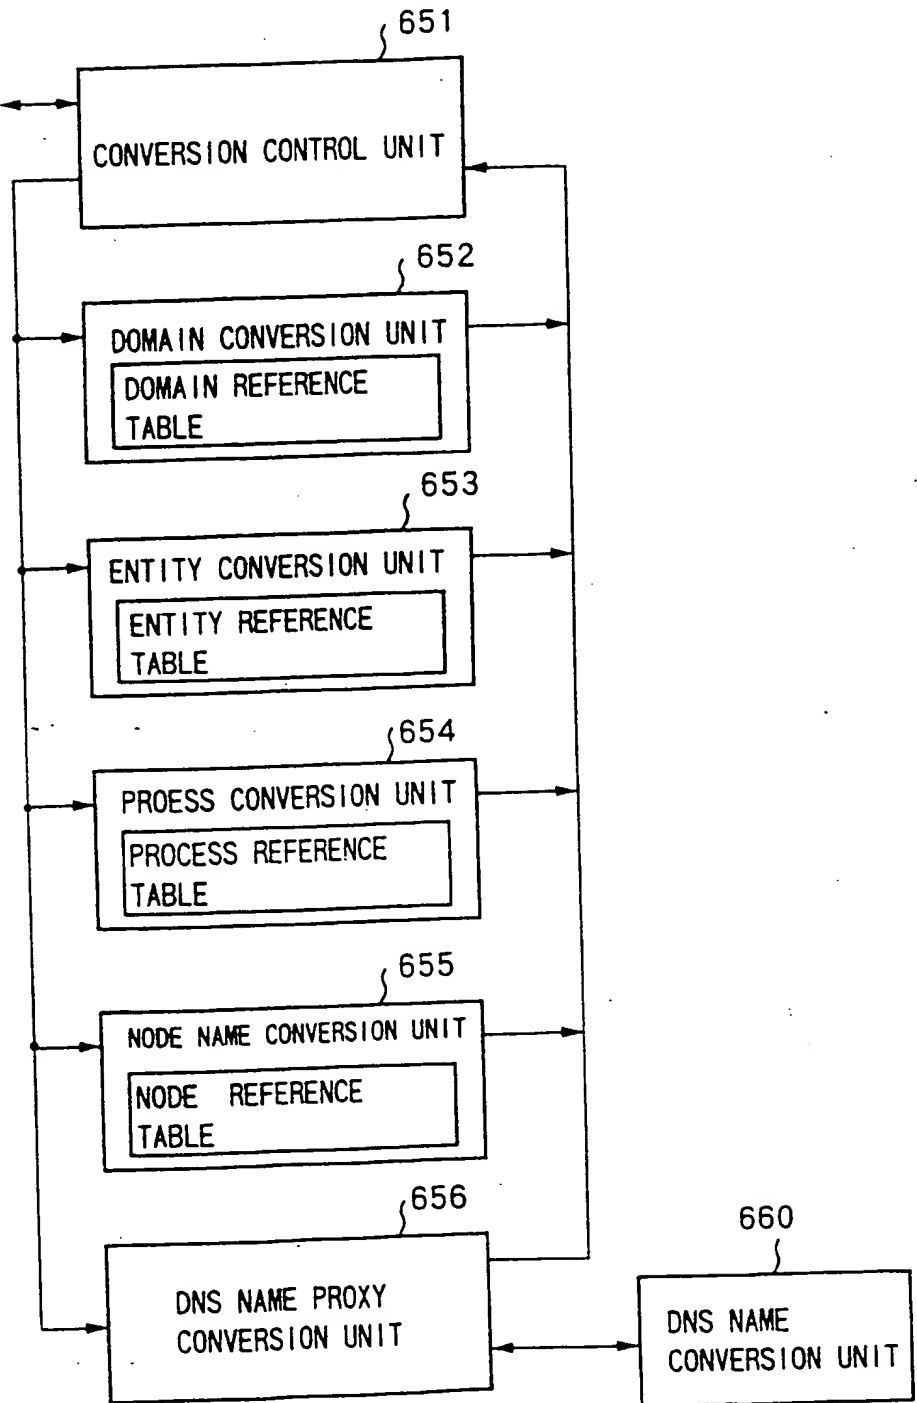 651
CONVERSION CONTROL UNIT
652
DOMAIN CONVERSION UNIT
DOMAIN REFERENCE
TABLE
653
ENTITY CONVERSION UNIT
ENTITY REFERENCE
TABLE
654
PROESS CONVERSION UNIT
PROCESS REFERENCE
TABLE
655
NODE NAME CONVERSION UNIT
NODE REFERENCE
TABLE
656
DNS NAME PROXY
CONVERSION UNIT
660
DNS NAME
CONVERSION UNIT